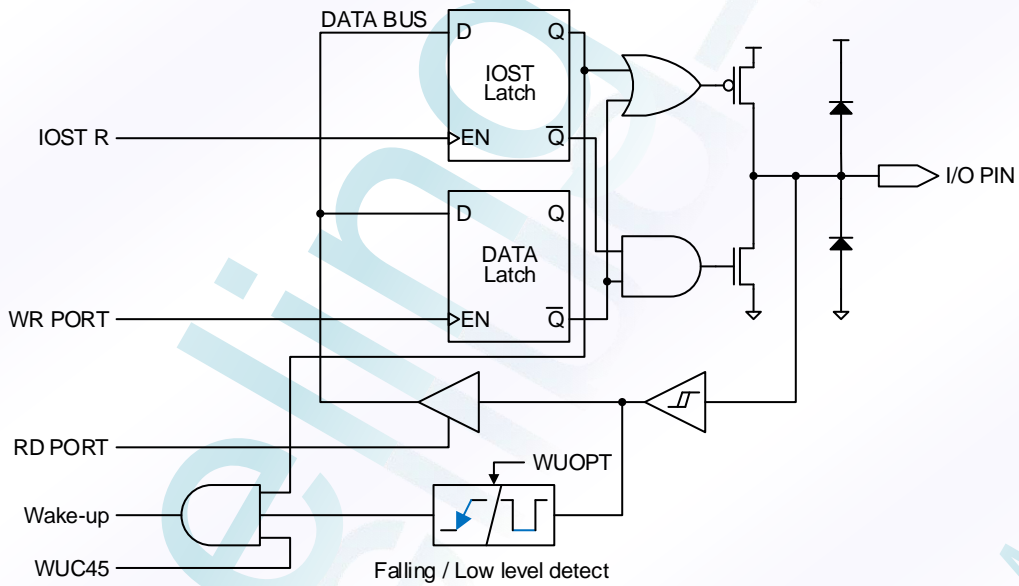 DATA BUS
D
Q
IOST
Latch
IOST R
EN
Q
I/O PIN
D
Q
DATA
Latch
WR PORT
EN
Q
RD PORT
WUOPT
Wake-up
WUC45
Falling / Low level detect